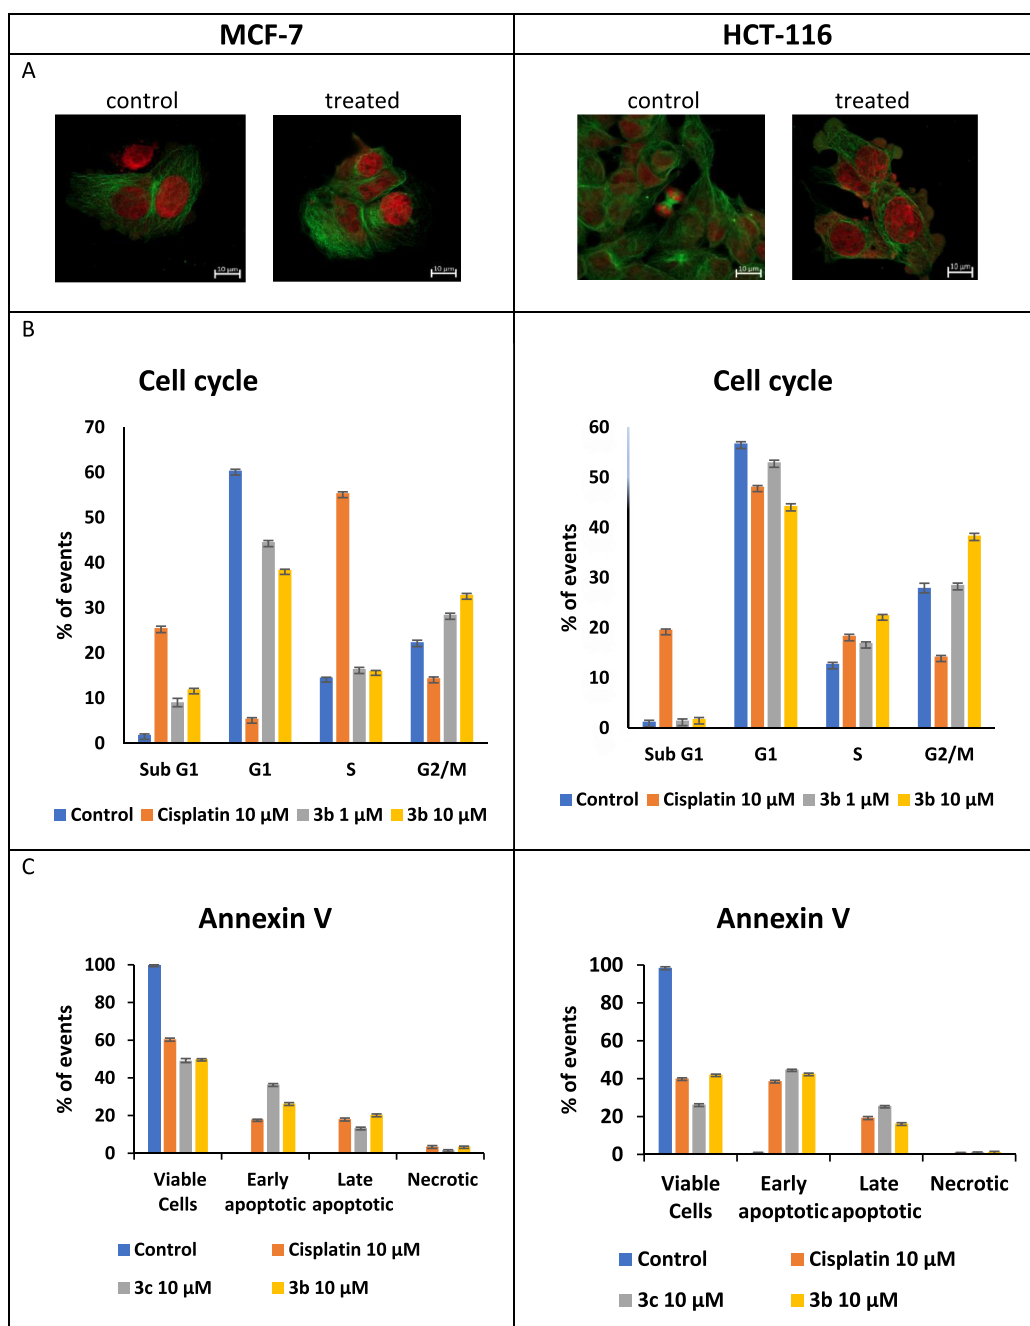 MCF-7 HCT-116
A
control treated control treated
10 µm 10 µm 10 µm 10 µm
B
Cell cycle
% of events
70
60
50
40
30
20
10
0
Sub G1 G1 S G2/M
Control Cisplatin 10 µM 3b 1 µM 3b 10 µM
Cell cycle
% of events
60
50
40
30
20
10
0
Sub G1 G1 S G2/M
Control Cisplatin 10 µM 3b 1 µM 3b 10 µM
C
Annexin V
% of events
100
80
60
40
20
0
Viable Early Late Necrotic
Cells apoptotic apoptotic
Control Cisplatin 10 µM
3c 10 µM 3b 10 µM
Annexin V
% of events
100
80
60
40
20
0
Viable Early Late Necrotic
Cells apoptotic apoptotic
Control Cisplatin 10 µM
3c 10 µM 3b 10 µM